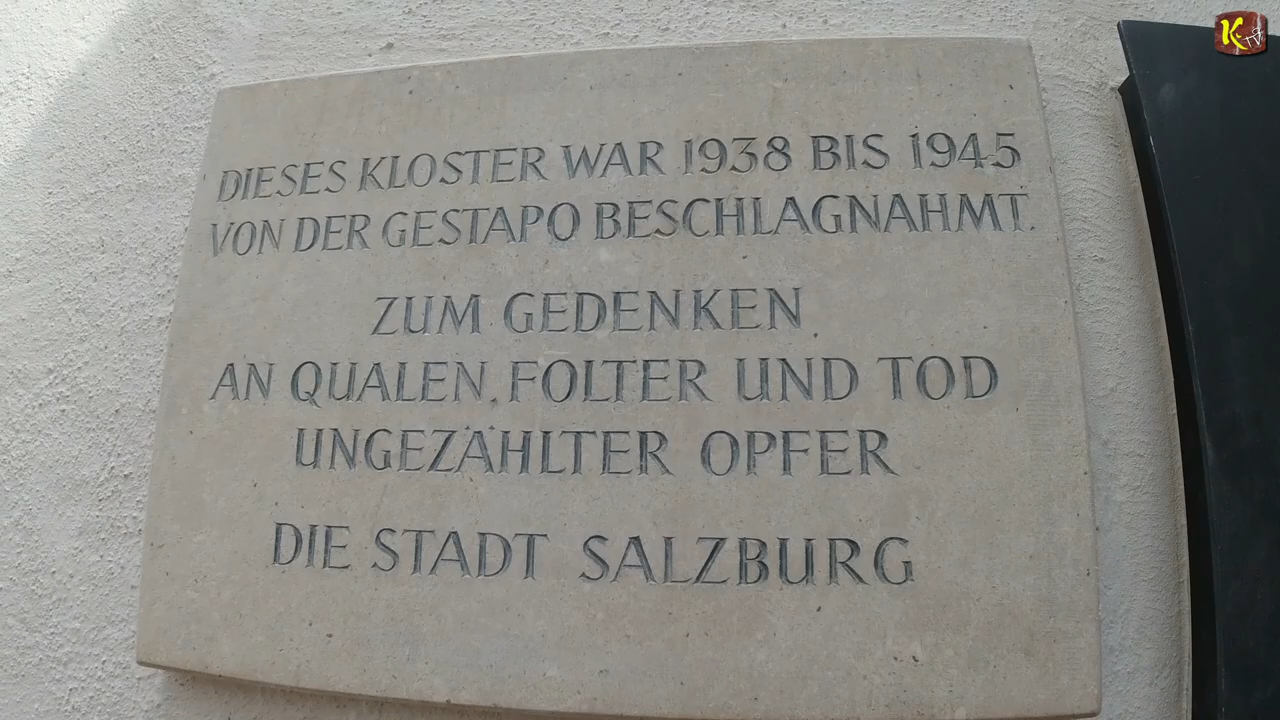 DIESES KLOSTER WAR 1938 BIS 1945
VON DER GESTAPO BESCHLAGNAHMT.
ZUM GEDENKEN
AN QUALEN, FOLTER UND TOD
UNGEZÄHLTER OPFER
DIE STADT SALZBURG
K-TV